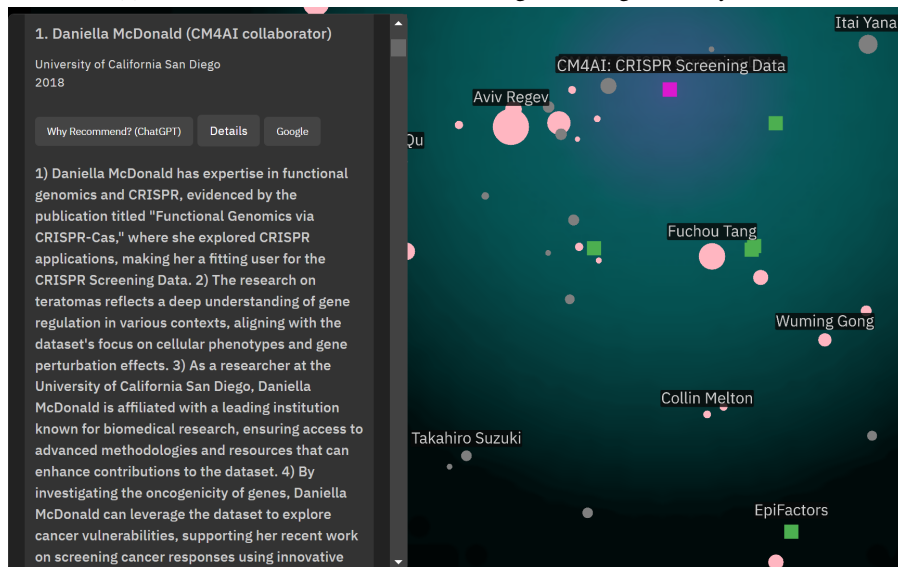 1. Daniella McDonald (CM4AI collaborator)
University of California San Diego
2018
Why Recommend? (ChatGPT)
Details
Google
1) Daniella McDonald has expertise in functional
genomics and CRISPR, evidenced by the
publication titled "Functional Genomics via
CRISPR-Cas," where she explored CRISPR
applications, making her a fitting user for the
CRISPR Screening Data. 2) The research on
teratomas reflects a deep understanding of gene
regulation in various contexts, aligning with the
dataset's focus on cellular phenotypes and gene
perturbation effects. 3) As a researcher at the
University of California San Diego, Daniella
McDonald is affiliated with a leading institution
known for biomedical research, ensuring access to
advanced methodologies and resources that can
enhance contributions to the dataset. 4) By
investigating the oncogenicity of genes, Daniella
McDonald can leverage the dataset to explore
cancer vulnerabilities, supporting her recent work
on screening cancer responses using innovative
Itai Yana
CM4AI: CRISPR Screening Data
Aviv Regev
Qu
Fuchou Tang
Wuming Gong
Collin Melton
Takahiro Suzuki
EpiFactors